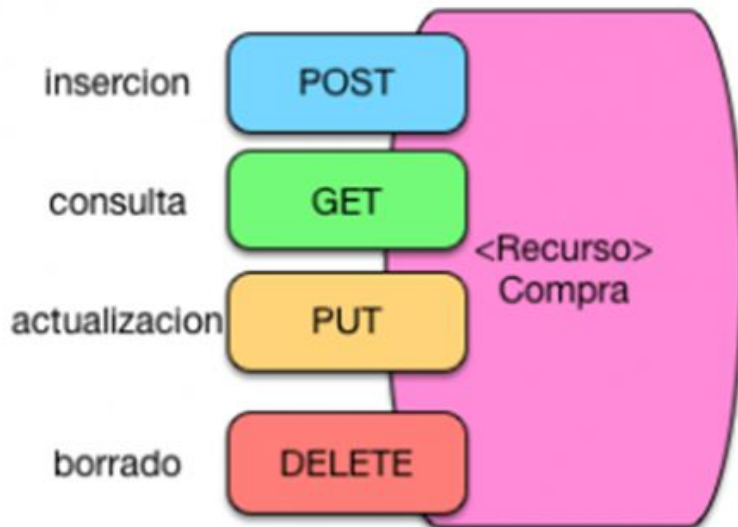 insercion
POST
consulta
GET
<Recurso>
Compra
actualizacion
PUT
borrado
DELETE